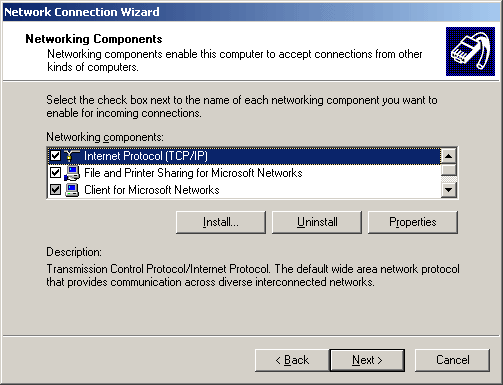 Network Connection Wizard
Networking Components
Networking components enable this computer to accept connections from other
kinds of computers.
Select the check box next to the name of each networking component you want to
enable for incoming connections.
Networking components:
Internet Protocol (TCP/IP)
File and Printer Sharing for Microsoft Networks
Client for Microsoft Networks
Install... Uninstall Properties
Description:
Transmission Control Protocol/Internet Protocol. The default wide area network protocol
that provides communication across diverse interconnected networks.
< Back Next > Cancel